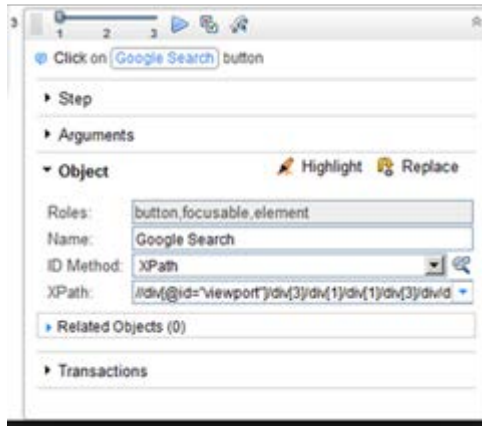 3
1 2 3
Click on Google Search button
Step
Arguments
Object Highlight Replace
Roles: button,focusable,element
Name: Google Search
ID Method: XPath
XPath: //div[@id="viewport"]/div[3]/div[1]/div[1]/div[3]/div/d
Related Objects (0)
Transactions